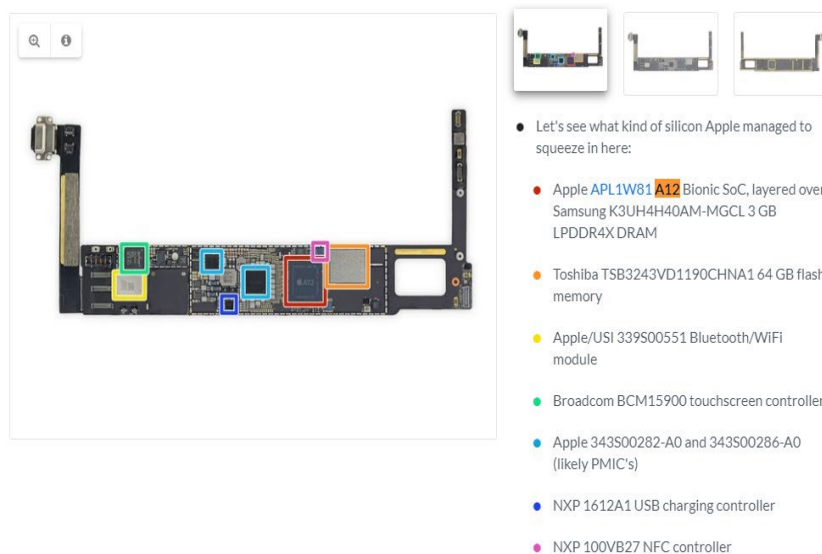 Let's see what kind of silicon Apple managed to
squeeze in here:
Apple APL1W81 A12 Bionic SoC, layered over
Samsung K3UH4H40AM-MGCL 3 GB
LPDDR4X DRAM
Toshiba TSB3243VD1190CHNA1 64 GB flash
memory
Apple/USI 339S00551 Bluetooth/WiFi
module
Broadcom BCM15900 touchscreen controller
Apple 343S00282-A0 and 343S00286-A0
(likely PMIC's)
NXP 1612A1 USB charging controller
NXP 100VB27 NFC controller
A12